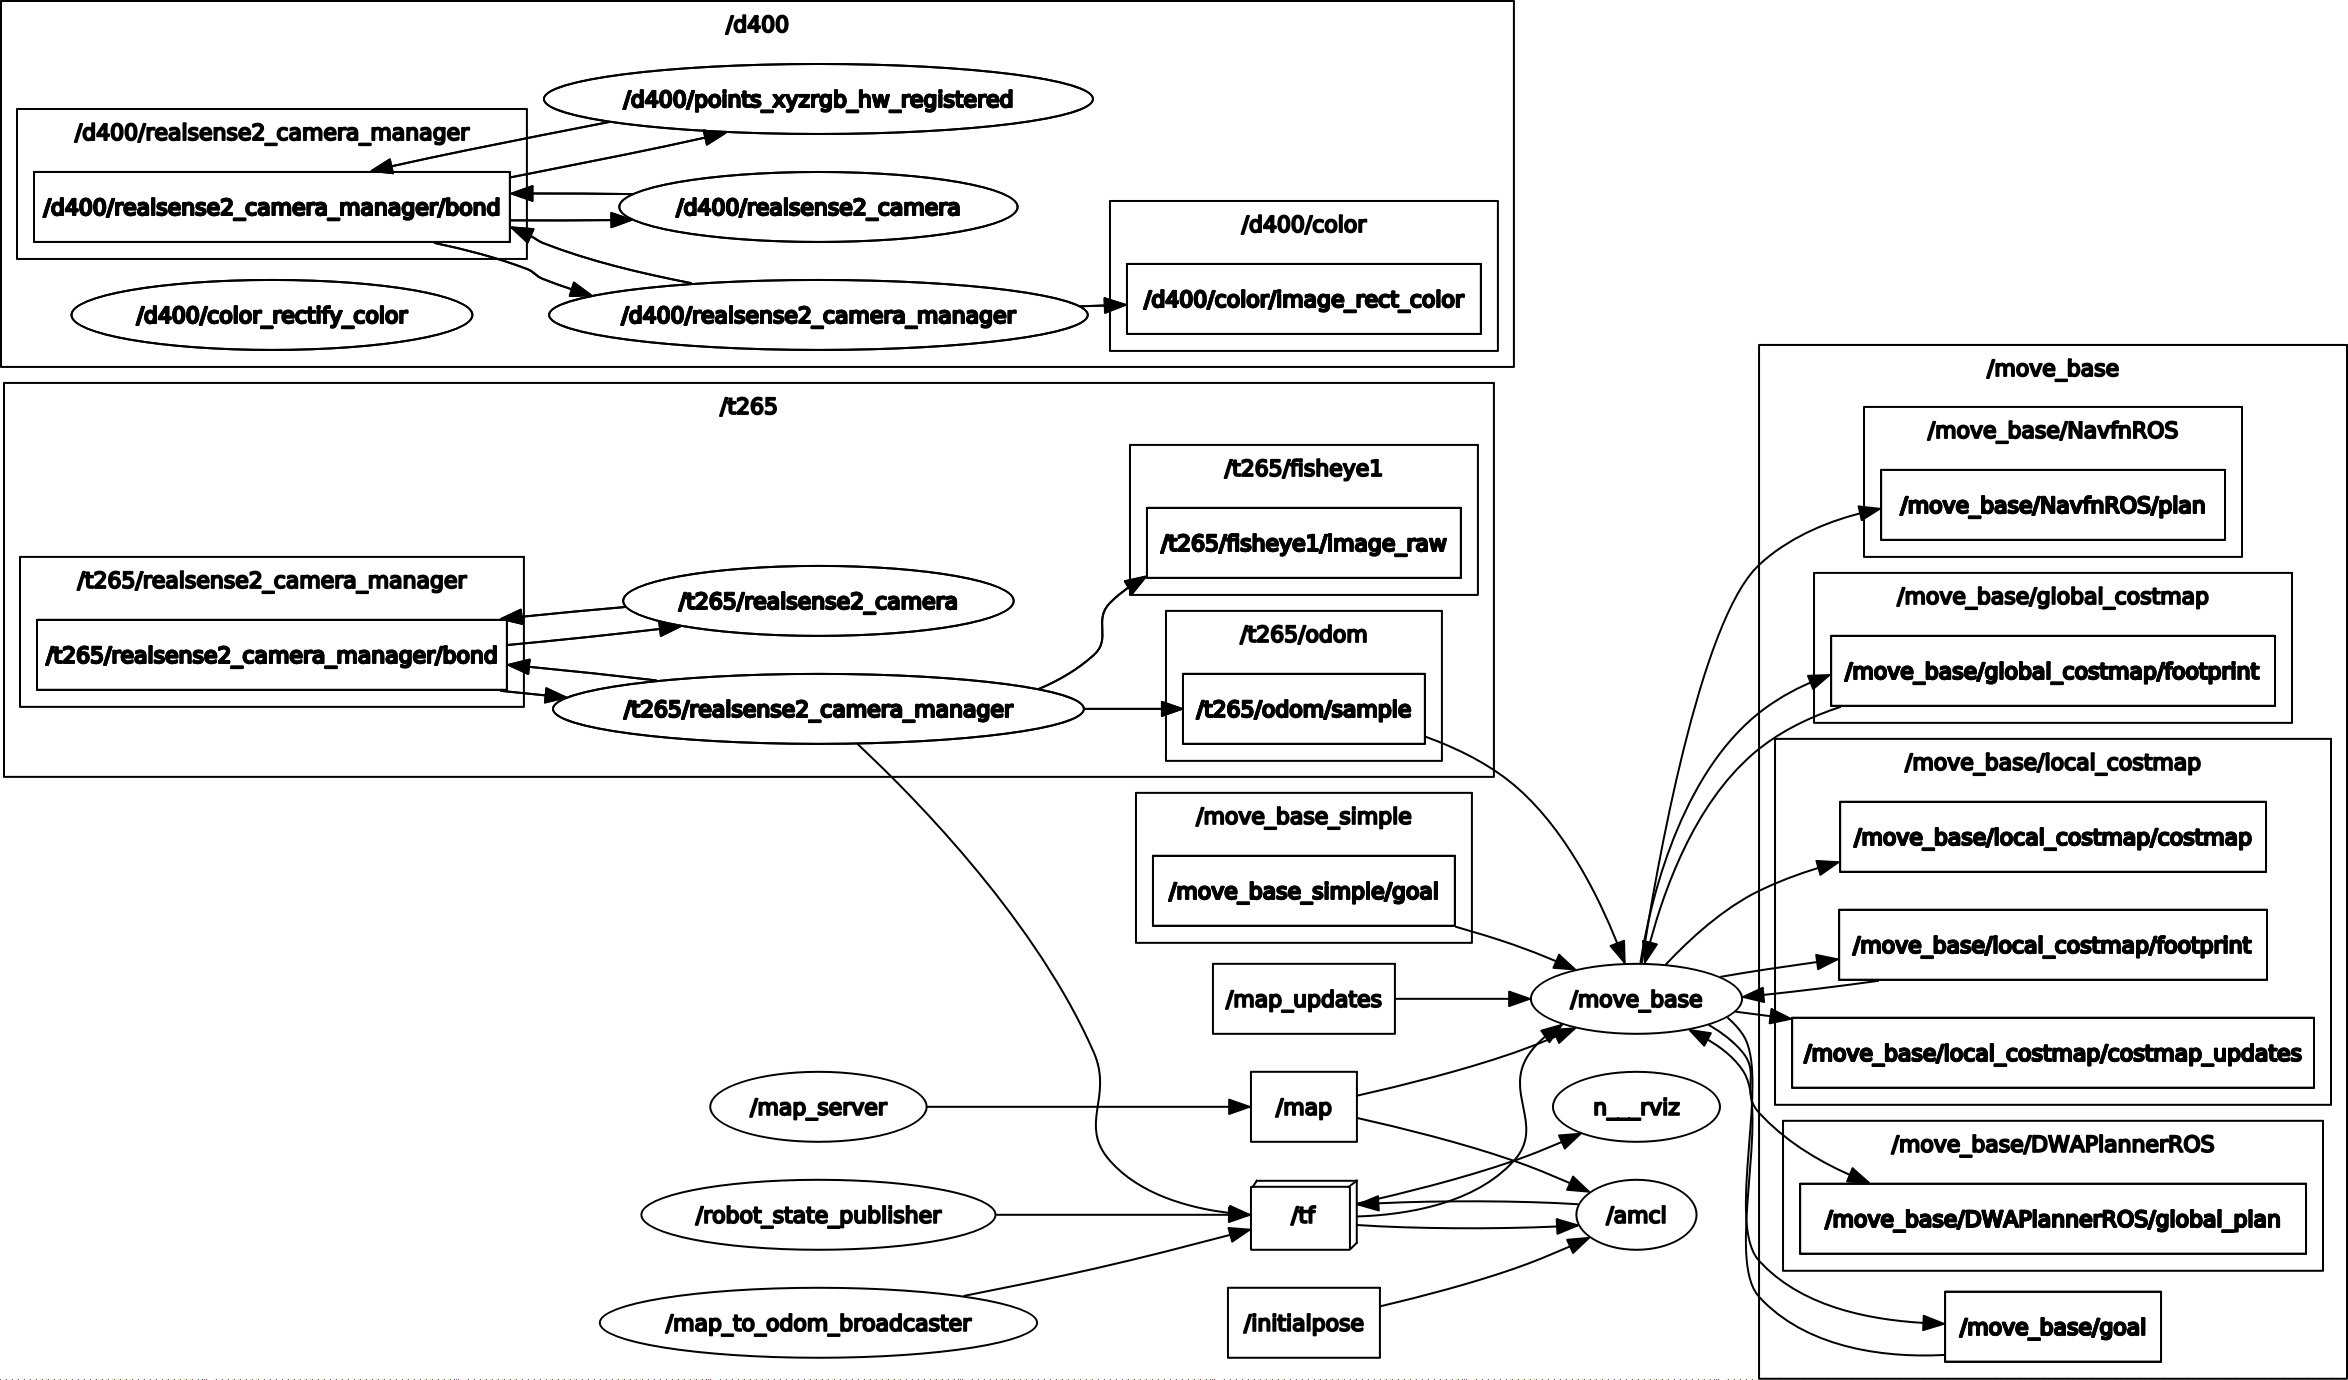 /d400
/d400/points_xyzrgb_hw_registered
/d400/realsense2_camera_manager
/d400/realsense2_camera_manager/bond
/d400/realsense2_camera
/d400/color
/d400/color/image_rect_color
/d400/color_rectify_color
/d400/realsense2_camera_manager
/t265
/t265/fisheye1
/t265/fisheye1/image_raw
/t265/realsense2_camera_manager
/t265/realsense2_camera
/t265/realsense2_camera_manager/bond
/t265/odom
/t265/realsense2_camera_manager
/t265/odom/sample
/move_base_simple
/move_base_simple/goal
/map_updates
/move_base
/map_server
/map
n___rviz
/robot_state_publisher
/tf
/amcl
/map_to_odom_broadcaster
/initialpose
/move_base
/move_base/NavfnROS
/move_base/NavfnROS/plan
/move_base/global_costmap
/move_base/global_costmap/footprint
/move_base/local_costmap
/move_base/local_costmap/costmap
/move_base/local_costmap/footprint
/move_base/local_costmap/costmap_updates
/move_base/DWAPlannerROS
/move_base/DWAPlannerROS/global_plan
/move_base/goal